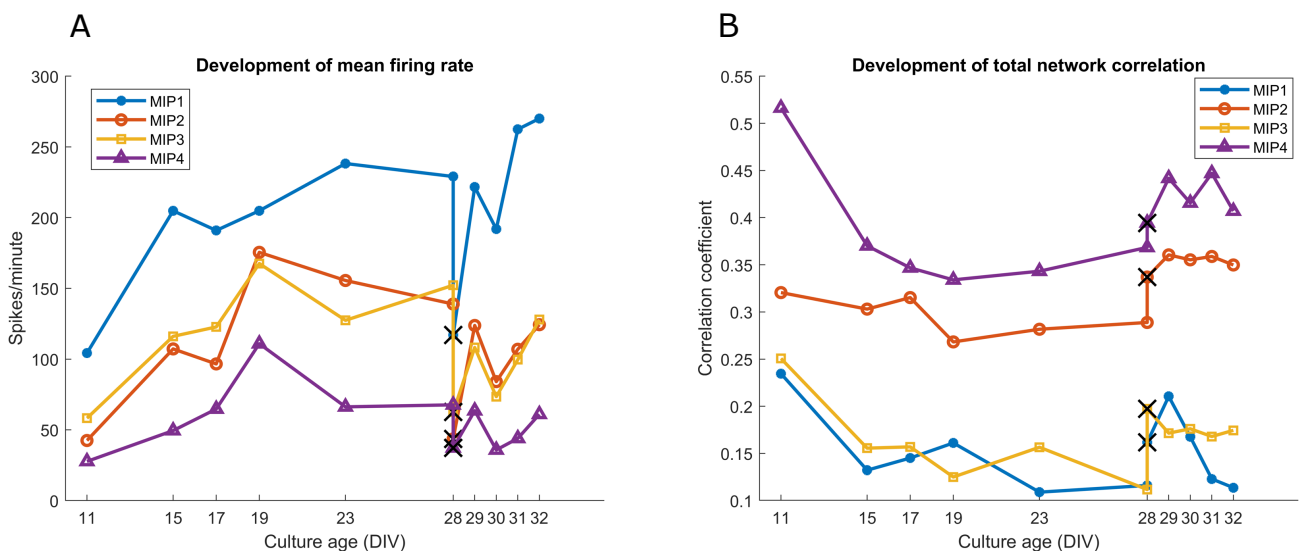 A
Development of mean firing rate
300
250
200
150
100
50
0
Spikes/minute
MIP1
MIP2
MIP3
MIP4
11 15 17 19 23 28 29 30 31 32
Culture age (DIV)
B
Development of total network correlation
0.55
0.5
0.45
0.4
0.35
0.3
0.25
0.2
0.15
0.1
Correlation coefficient
MIP1
MIP2
MIP3
MIP4
11 15 17 19 23 28 29 30 31 32
Culture age (DIV)